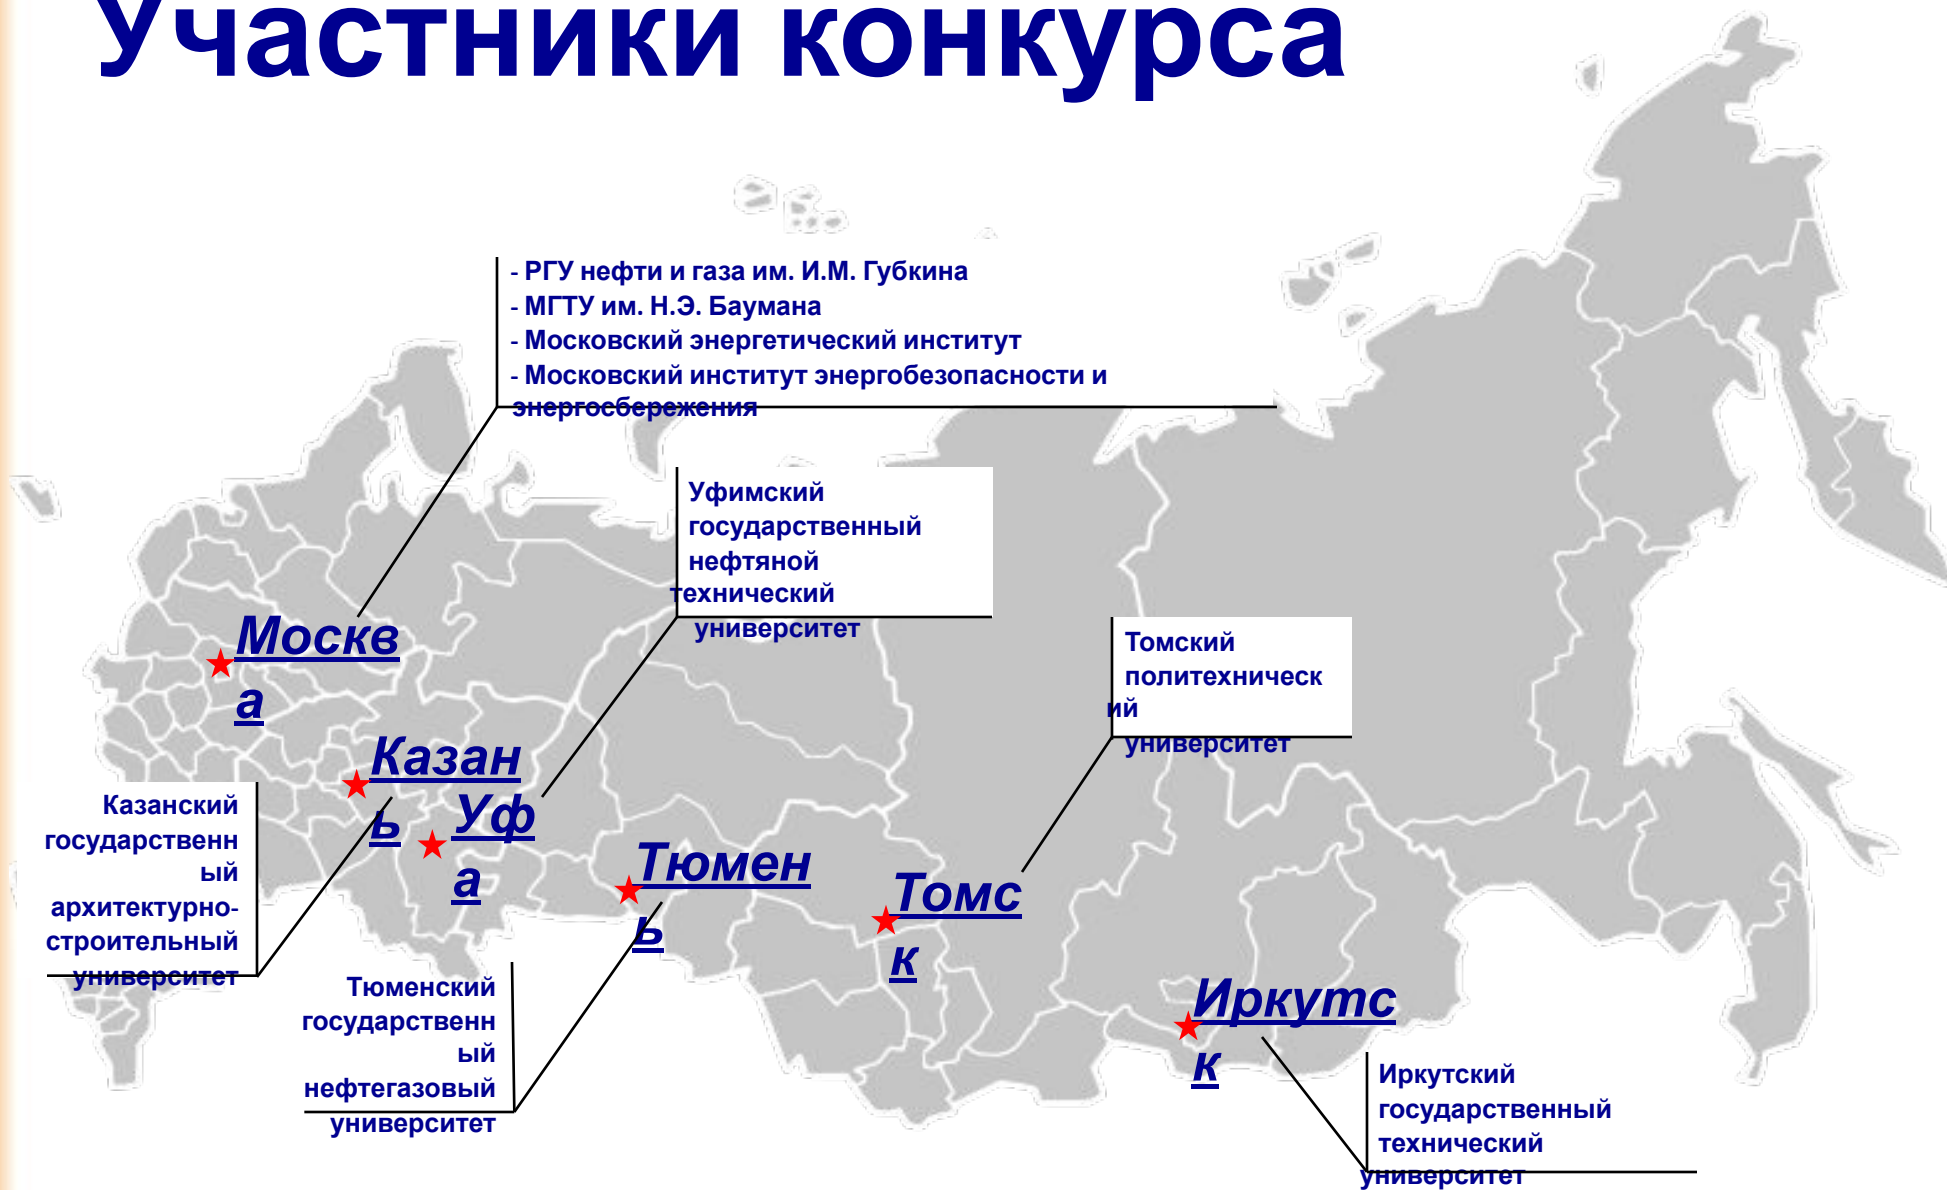 Участники конкурса
- РГУ нефти и газа им. И.М. Губкина
- МГТУ им. Н.Э. Баумана
- Московский энергетический институт
- Московский институт энергобезопасности и
энергосбережения
Уфимский
государственный
нефтяной
технический
университет
Москв
а
Томский
политехническ
ий
университет
Казан
ь
Уф
а
Казанский
государственн
ый
архитектурно-
строительный
университет
Тюмен
ь
Томс
к
Тюменский
государственн
ый
нефтегазовый
университет
Иркутс
к
Иркутский
государственный
технический
университет